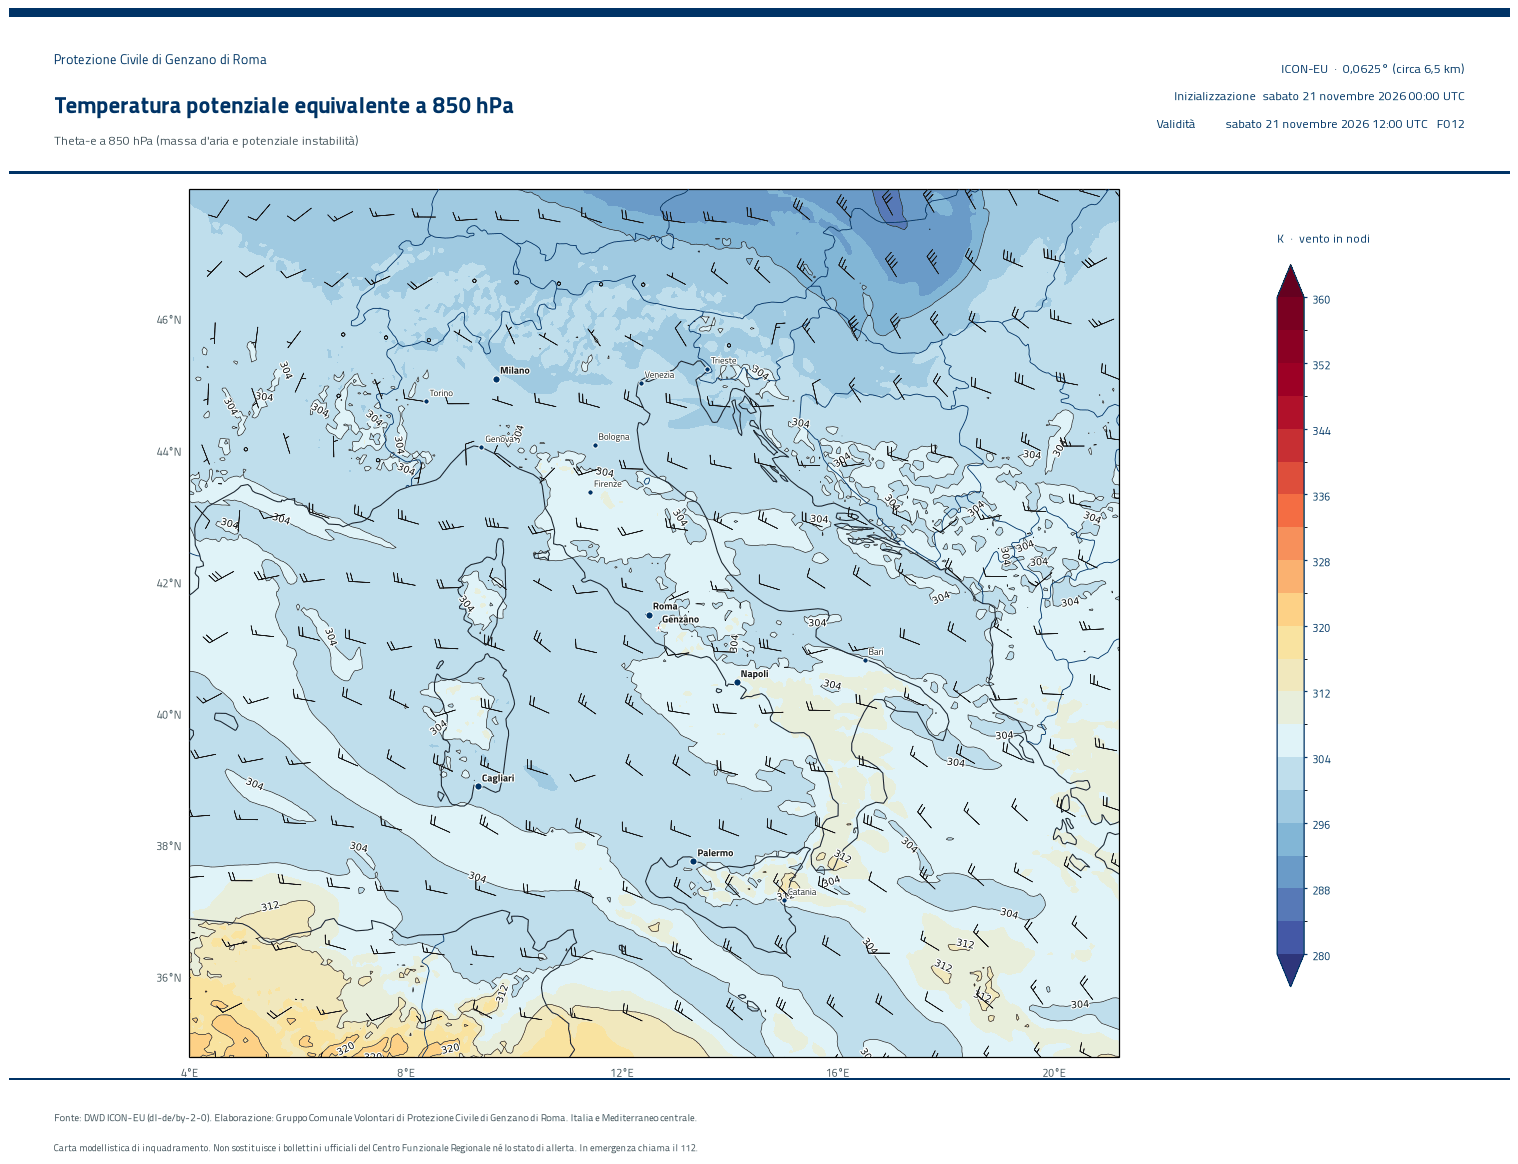 Protezione Civile di Genzano di Roma
Temperatura potenziale equivalente a 850 hPa
Theta-e a 850 hPa (massa d'aria e potenziale instabilità)
ICON-EU · 0,0625° (circa 6,5 km)
Inizializzazione sabato 21 novembre 2026 00:00 UTC
Validità sabato 21 novembre 2026 12:00 UTC F012
K · vento in nodi
360
352
344
336
328
320
312
304
296
288
280
46°N
44°N
42°N
40°N
38°N
36°N
4°E
8°E
12°E
16°E
20°E
Milano
Torino
Venezia
Trieste
Genova
Bologna
Firenze
Roma
Genzano
Napoli
Bari
Cagliari
Palermo
Catania
304
312
320
Fonte: DWD ICON-EU (dl-de/by-2-0). Elaborazione: Gruppo Comunale Volontari di Protezione Civile di Genzano di Roma. Italia e Mediterraneo centrale.
Carta modellistica di inquadramento. Non sostituisce i bollettini ufficiali del Centro Funzionale Regionale né lo stato di allerta. In emergenza chiama il 112.